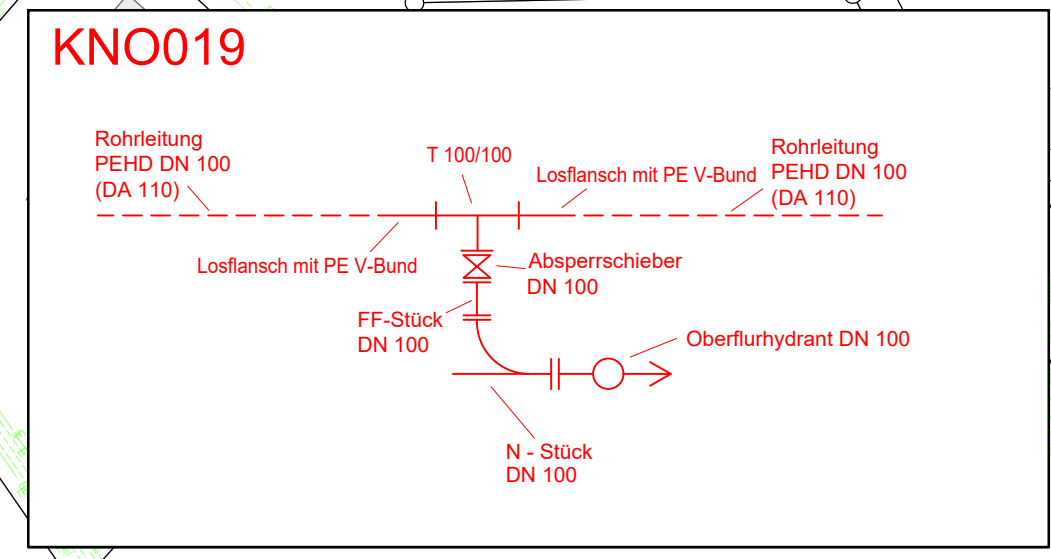 KNO019
Rohrleitung
PEHD DN 100
(DA 110)
T 100/100
Losflansch mit PE V-Bund
Rohrleitung
PEHD DN 100
(DA 110)
Losflansch mit PE V-Bund
Absperrschieber
DN 100
FF-Stück
DN 100
Oberflurhydrant DN 100
N - Stück
DN 100